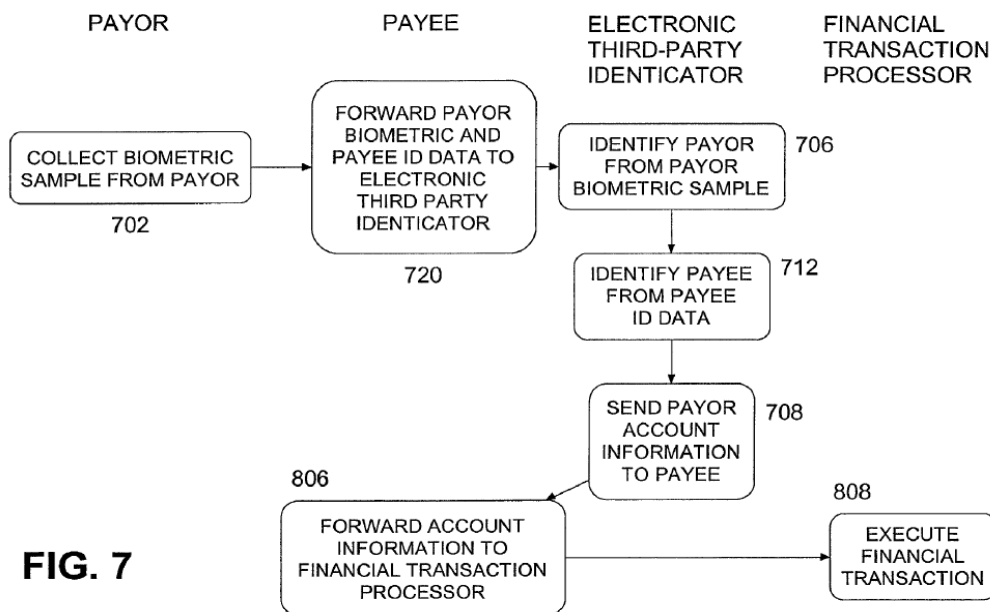 PAYOR
PAYEE
ELECTRONIC
THIRD-PARTY
IDENTICATOR
FINANCIAL
TRANSACTION
PROCESSOR
COLLECT BIOMETRIC
SAMPLE FROM PAYOR
702
FORWARD PAYOR
BIOMETRIC AND
PAYEE ID DATA TO
ELECTRONIC
THIRD PARTY
IDENTICATOR
720
IDENTIFY PAYOR
FROM PAYOR
BIOMETRIC SAMPLE
706
IDENTIFY PAYEE
FROM PAYEE
ID DATA
712
SEND PAYOR
ACCOUNT
INFORMATION
TO PAYEE
708
806
FORWARD ACCOUNT
INFORMATION TO
FINANCIAL TRANSACTION
PROCESSOR
808
EXECUTE
FINANCIAL
TRANSACTION
FIG. 7